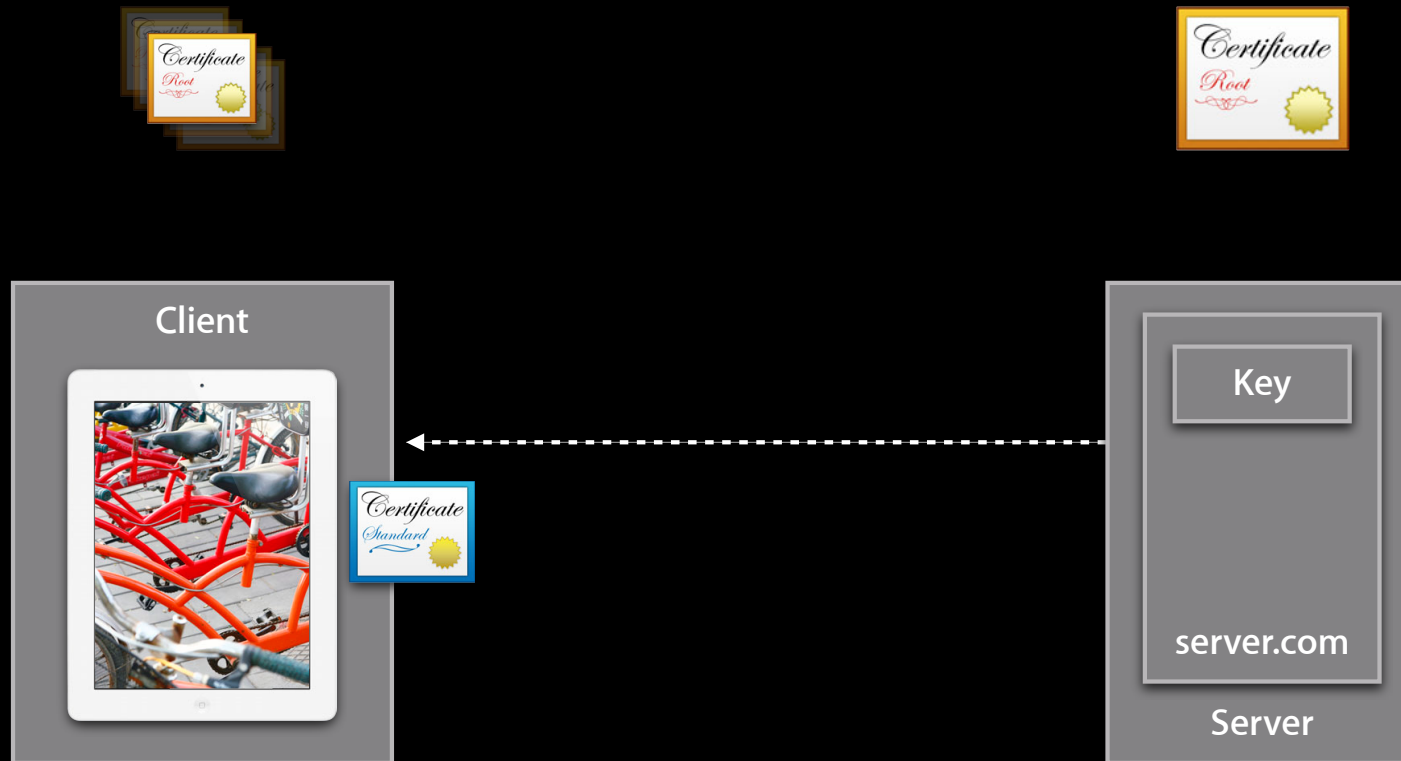 Certificate
Root
Certificate
Root
Client
Key
Certificate
Standard
server.com
Server